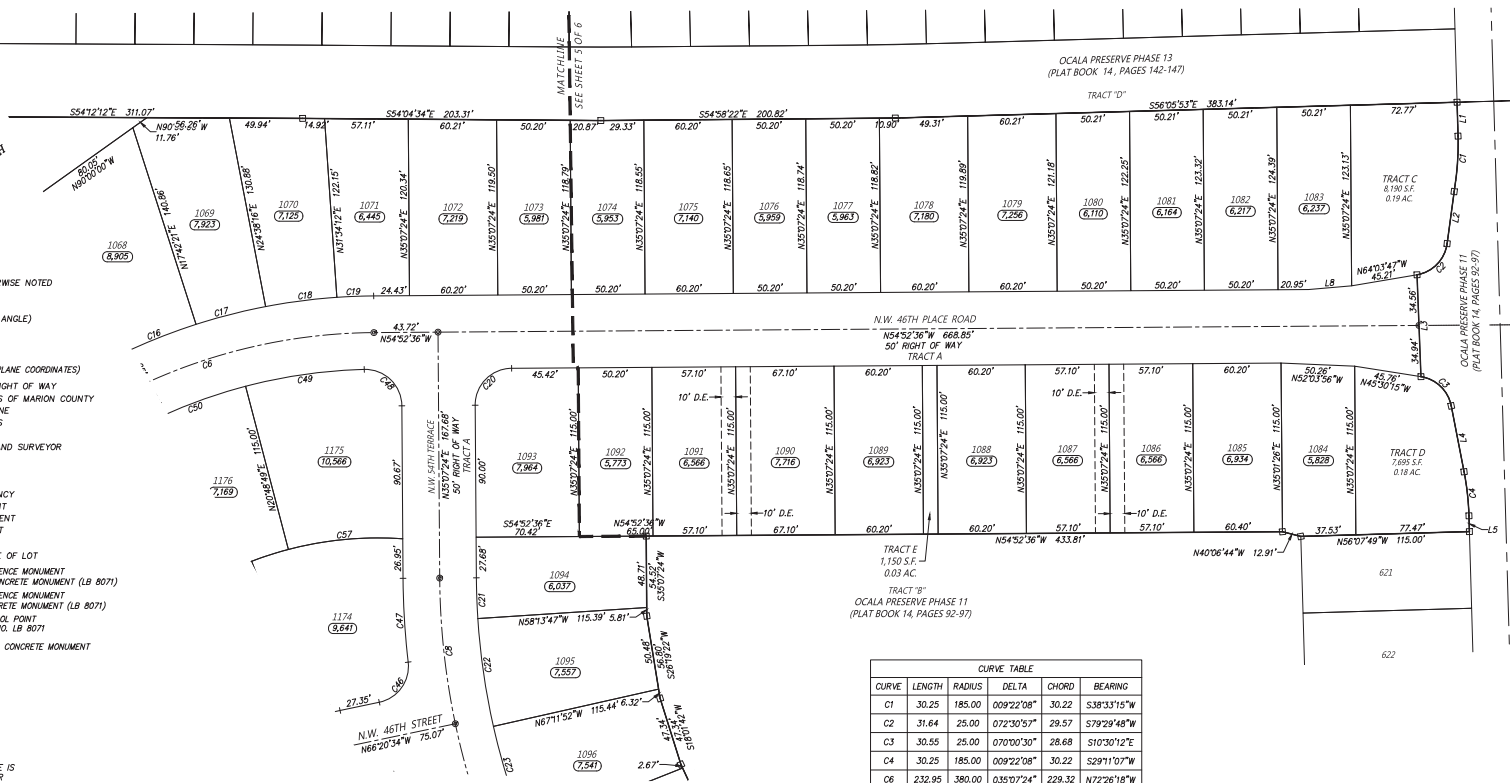 MATCHLINE
SEE SHEET 5 OF 6
OCALA PRESERVE PHASE 13
(PLAT BOOK 14 , PAGES 142-147)
TRACT "D"
S54°12'12"E 311.07'
S54°04'34"E 203.31'
S54°58'22"E 200.82'
S56°05'53"E 383.14'
56.26'
49.94'
14.92'
57.11'
60.21'
50.20'
20.87'
29.33'
60.20'
50.20'
50.20'
10.90'
49.31'
60.21'
50.21'
50.21'
50.21'
50.21'
72.77'
L1
11.76'
80.05'
N90°00'00"W
C1
L2
C2
N17°42'21"E 140.86'
N24°38'16"E 130.88'
N31°34'12"E 122.15'
N35°07'24"E 120.34'
N35°07'24"E 119.50'
N35°07'24"E 118.79'
N35°07'24"E 118.55'
N35°07'24"E 118.65'
N35°07'24"E 118.74'
N35°07'24"E 118.82'
N35°07'24"E 119.89'
N35°07'24"E 121.18'
N35°07'24"E 122.25'
N35°07'24"E 123.32'
N35°07'24"E 124.39'
N35°07'24"E 123.13'
1068
8,905
1069
7,923
1070
7,125
1071
6,445
1072
7,219
1073
5,981
1074
5,953
1075
7,140
1076
5,959
1077
5,963
1078
7,180
1079
7,256
1080
6,110
1081
6,164
1082
6,217
1083
6,237
TRACT C
8,190 S.F.
0.19 AC.
OCALA PRESERVE PHASE 11
(PLAT BOOK 14, PAGES 92-97)
C16
C17
C18
C19
24.43'
60.20'
50.20'
50.20'
60.20'
50.20'
50.20'
60.20'
60.20'
50.20'
50.20'
50.20'
20.95'
L8
N64°03'47"W
45.21'
34.56'
L3
34.94'
C6
43.72'
N54°52'36"W
N.W. 46TH PLACE ROAD
N54°52'36"W 668.85'
50' RIGHT OF WAY
TRACT A
C50
C49
C48
C20
45.42'
50.20'
57.10'
67.10'
60.20'
60.20'
57.10'
57.10'
60.20'
50.26'
N52°03'56"W
45.76'
N45°30'15"W
C3
L4
C4
L5
10' D.E.
10' D.E.
10' D.E.
10' D.E.
N20°48'49"E 115.00'
90.67'
N.W. 54TH TERRACE
N35°07'24"E 167.68'
50' RIGHT OF WAY
TRACT A
90.00'
N35°07'24"E 115.00'
N35°07'24"E 115.00'
N35°07'24"E 115.00'
N35°07'24"E 115.00'
N35°07'24"E 115.00'
N35°07'24"E 115.00'
N35°07'24"E 115.00'
N35°07'24"E 115.00'
N35°01'26"E 115.00'
N35°07'24"E 115.00'
1176
7,169
1175
10,566
1093
7,964
1092
5,773
1091
6,566
1090
7,716
1089
6,923
1088
6,923
1087
6,566
1086
6,566
1085
6,934
1084
5,828
TRACT D
7,695 S.F.
0.18 AC.
C57
S54°52'36"E
70.42'
N54°52'36"W
65.00'
57.10'
67.10'
60.20'
60.20'
57.10'
57.10'
60.40'
37.53'
77.47'
N54°52'36"W 433.81'
N40°06'44"W 12.91'
N56°07'49"W 115.00'
TRACT E
1,150 S.F.
0.03 AC.
TRACT "B"
OCALA PRESERVE PHASE 11
(PLAT BOOK 14, PAGES 92-97)
621
622
26.95'
27.68'
C21
C47
C8
C22
C46
C23
1094
6,037
48.71'
54.52'
S35°07'24"W
N58°13'47"W 115.39'
5.81'
1095
7,557
50.48'
56.80'
S26°19'22"W
N67°11'52"W 115.44'
6.32'
1096
7,541
47.34'
47.34'
S18°01'42"W
2.67'
1174
9,641
27.35'
N.W. 46TH STREET
N66°20'34"W 75.07'
WISE NOTED
ANGLE)
PLANE COORDINATES)
IGHT OF WAY
S OF MARION COUNTY
NE
S
AND SURVEYOR
NCY
NT
MENT
T
K OF LOT
ENCE MONUMENT
ONCRETE MONUMENT (LB 8071)
ENCE MONUMENT
RETE MONUMENT (LB 8071)
OL POINT
NO. LB 8071
CONCRETE MONUMENT
E IS
R
CURVE TABLE
CURVE LENGTH RADIUS DELTA CHORD BEARING
C1 30.25 185.00 009°22'08" 30.22 S38°33'15"W
C2 31.64 25.00 072°30'57" 29.57 S79°29'48"W
C3 30.55 25.00 070°00'30" 28.68 S10°30'12"E
C4 30.25 185.00 009°22'08" 30.22 S29°11'07"W
C6 232.95 380.00 035°07'24" 229.32 N72°26'18"W